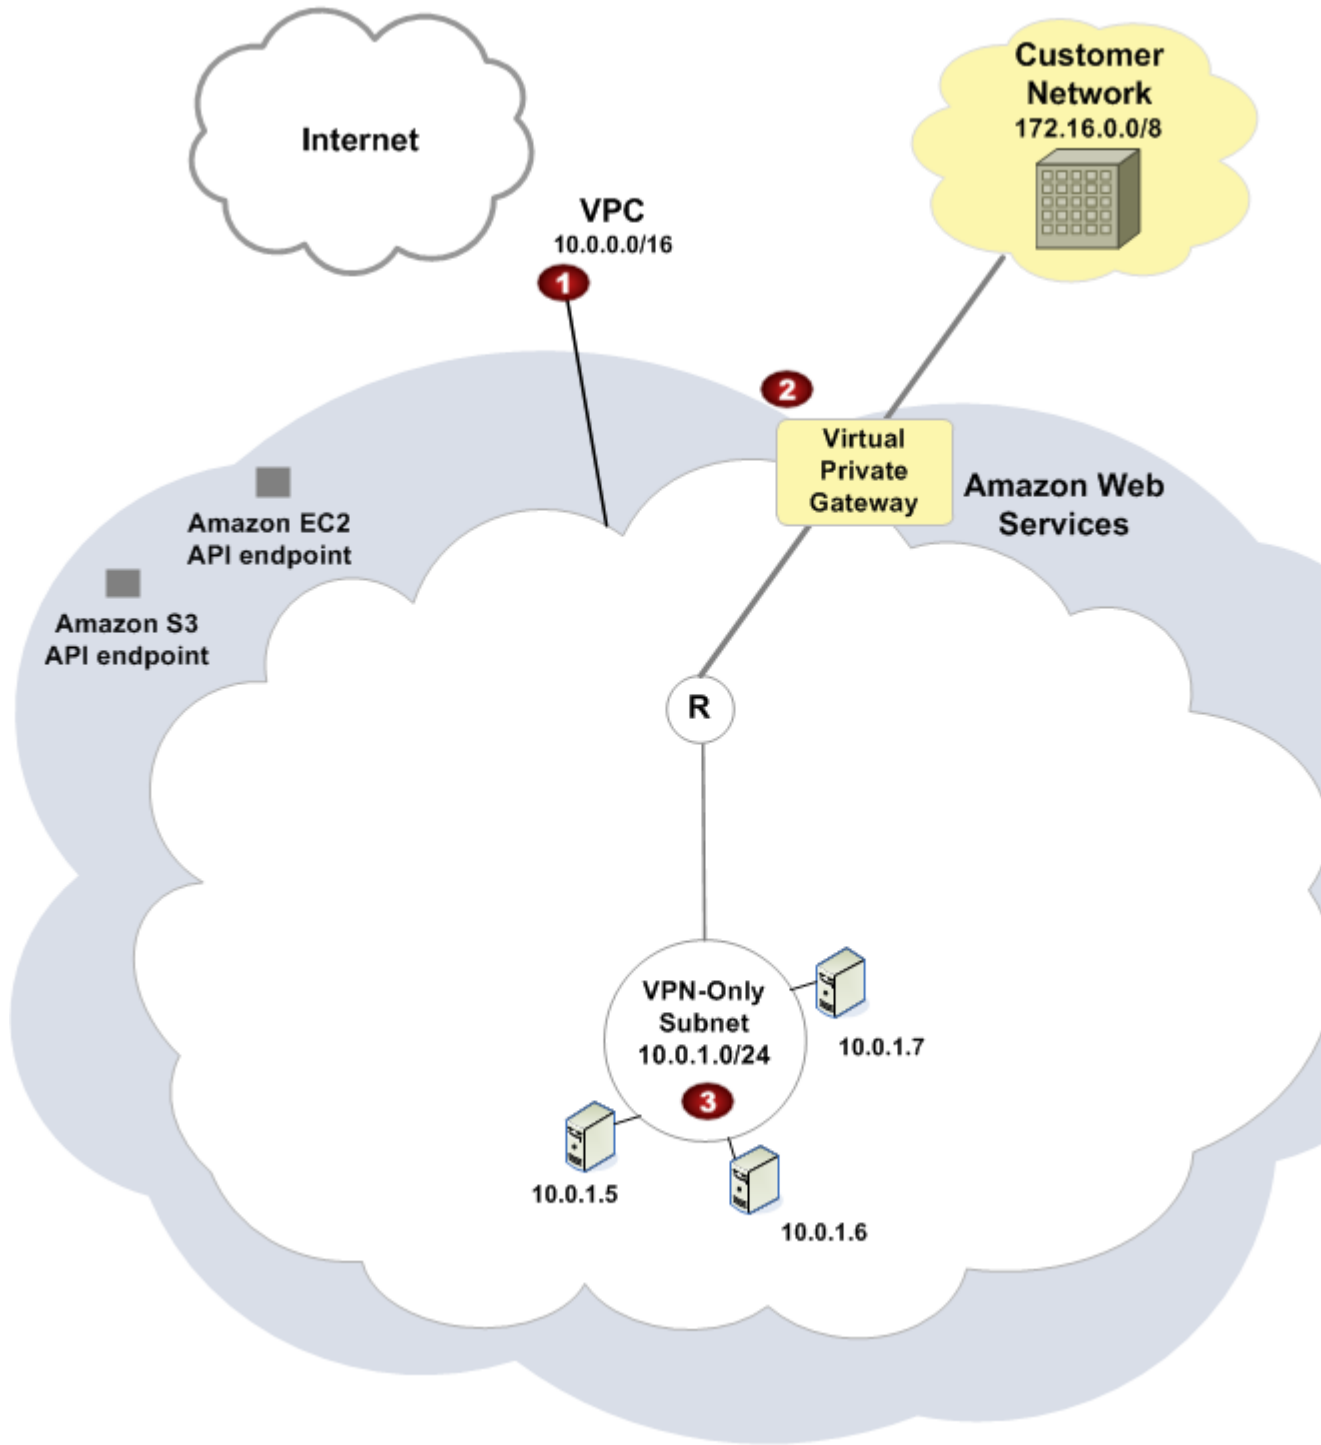 Internet
Customer
Network
172.16.0.0/8
VPC
10.0.0.0/16
1
2
Virtual
Private
Gateway
Amazon Web
Services
Amazon EC2
API endpoint
Amazon S3
API endpoint
R
VPN-Only
Subnet
10.0.1.0/24
3
10.0.1.7
10.0.1.5
10.0.1.6